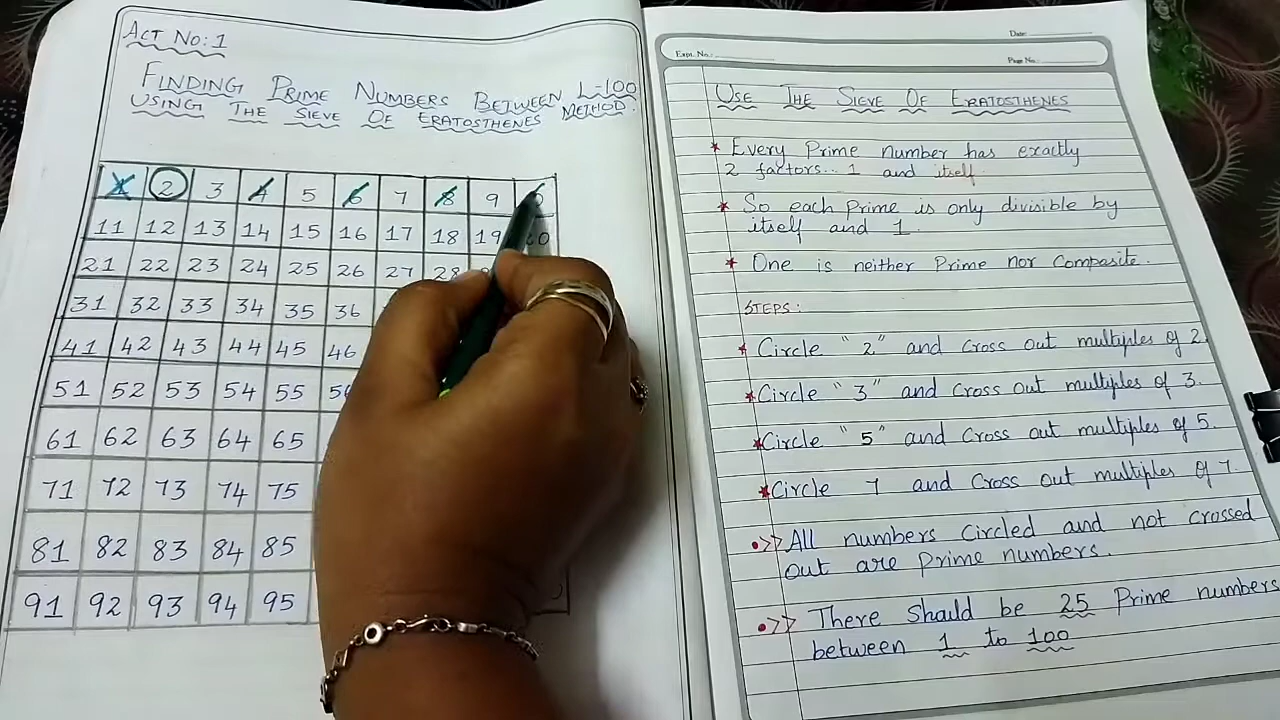 ACT NO: 1
FINDING PRIME NUMBERS BETWEEN 1-100
USING THE SIEVE OF ERATOSTHENES METHOD:
1 2 3 4 5 6 7 8 9
11 12 13 14 15 16 17 18 19 20
21 22 23 24 25 26 27 28
31 32 33 34 35 36
41 42 43 44 45 46
51 52 53 54 55
61 62 63 64 65
71 72 73 74 75
81 82 83 84 85
91 92 93 94 95
Expt. No.
Date:
Page No.:
USE THE SIEVE OF ERATOSTHENES
* Every Prime number has exactly
2 factors.. 1 and itself
* So each Prime is only divisible by
itself and 1.
* One is neither Prime nor Composite.
STEPS:
* Circle "2" and Cross out multiples of 2.
* Circle "3" and Cross out multiples of 3.
* Circle "5" and Cross out multiples of 5.
* Circle 7 and Cross out multiples of 7.
•>> All numbers Circled and not crossed
out are Prime numbers.
•>> There should be 25 Prime numbers
between 1 to 100